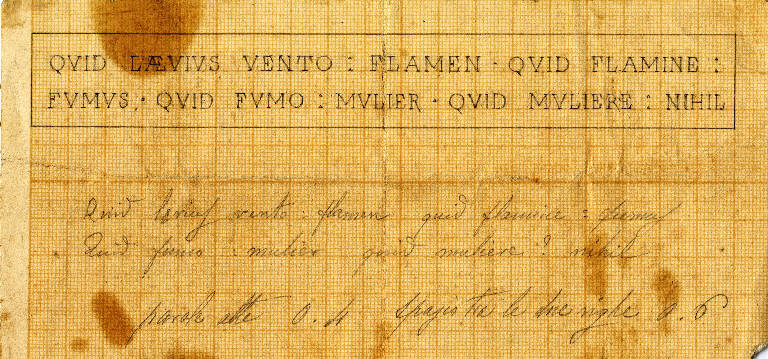 QVID LÆVIVS VENTO : FLAMEN · QVID FLAMINE :
FVMVS · QVID FVMO : MVLIER · QVID MVLIERE : NIHIL
Quid levius vento : flamen quid flamine : fumus
Quid fumo : mulier quid muliere ? nihil
parole alte 0.4 spazio tra le due righe 0.6